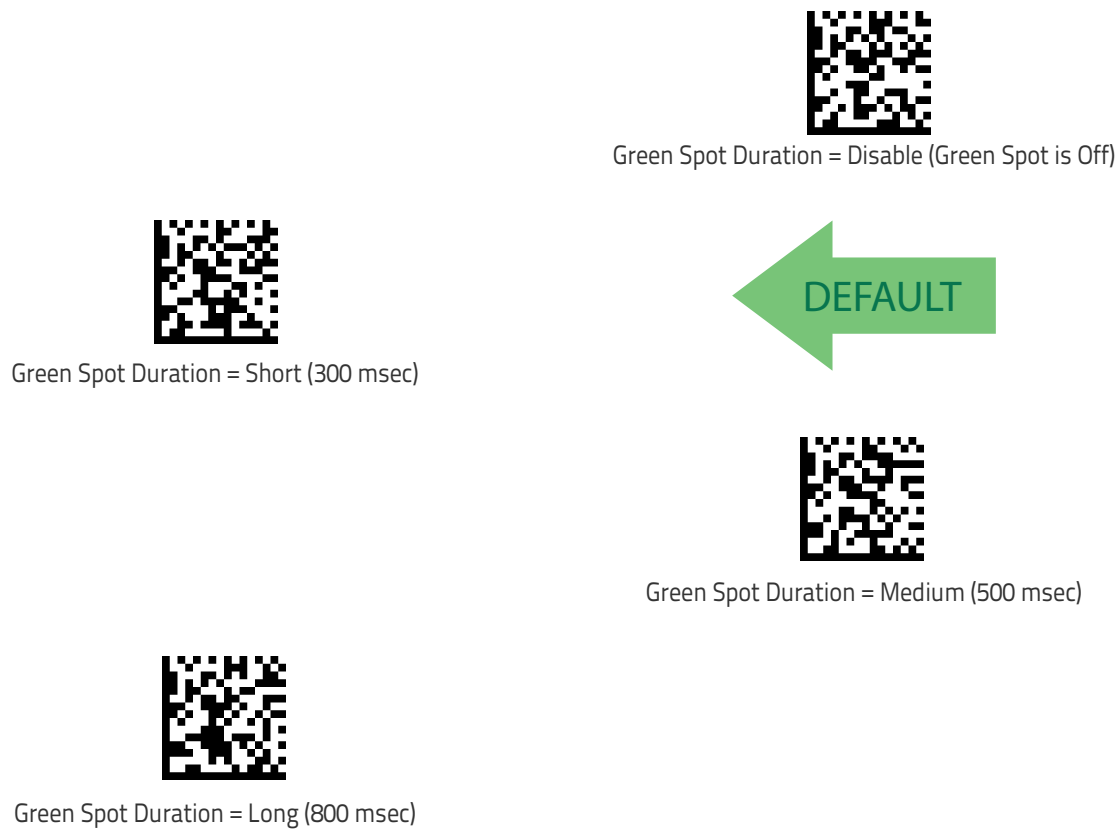 Green Spot Duration = Disable (Green Spot is Off)
DEFAULT
Green Spot Duration = Short (300 msec)
Green Spot Duration = Medium (500 msec)
Green Spot Duration = Long (800 msec)